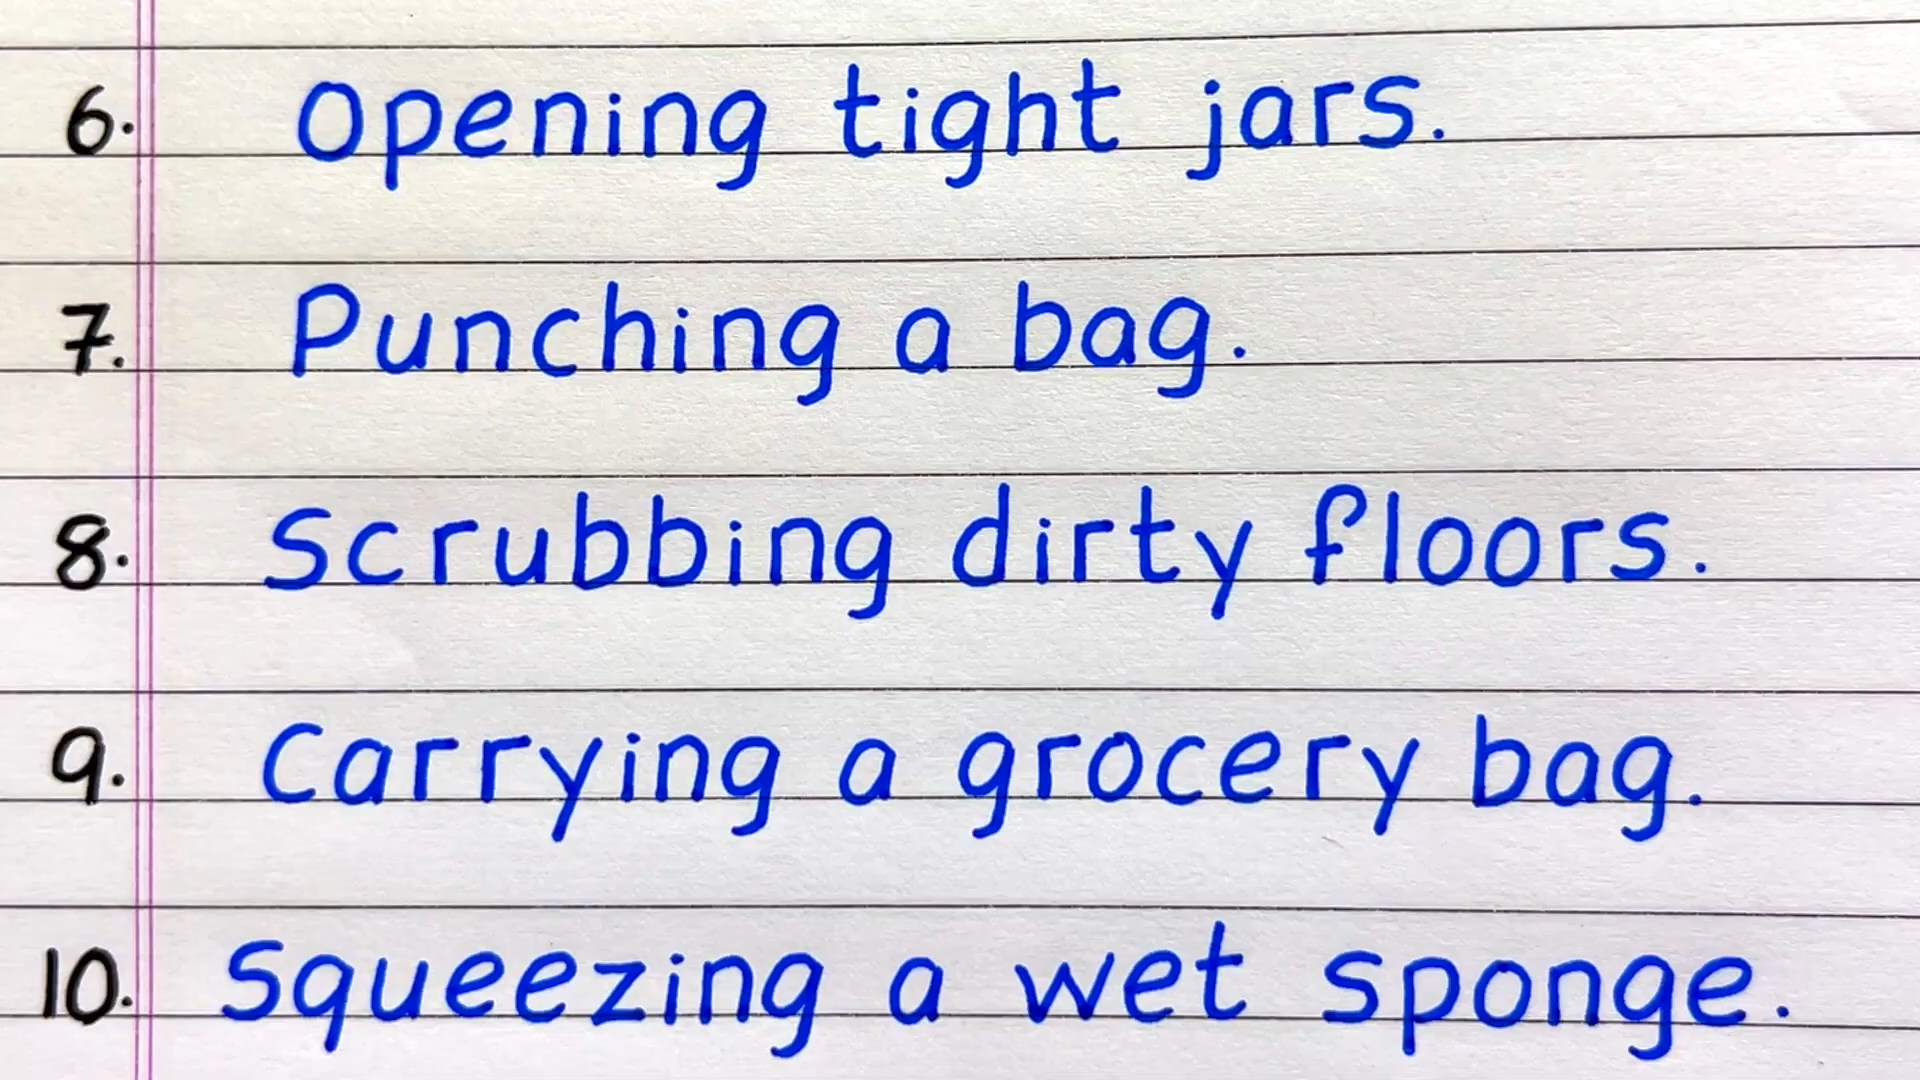 6. Opening tight jars.
7. Punching a bag.
8. Scrubbing dirty floors.
9. Carrying a grocery bag.
10. Squeezing a wet sponge.